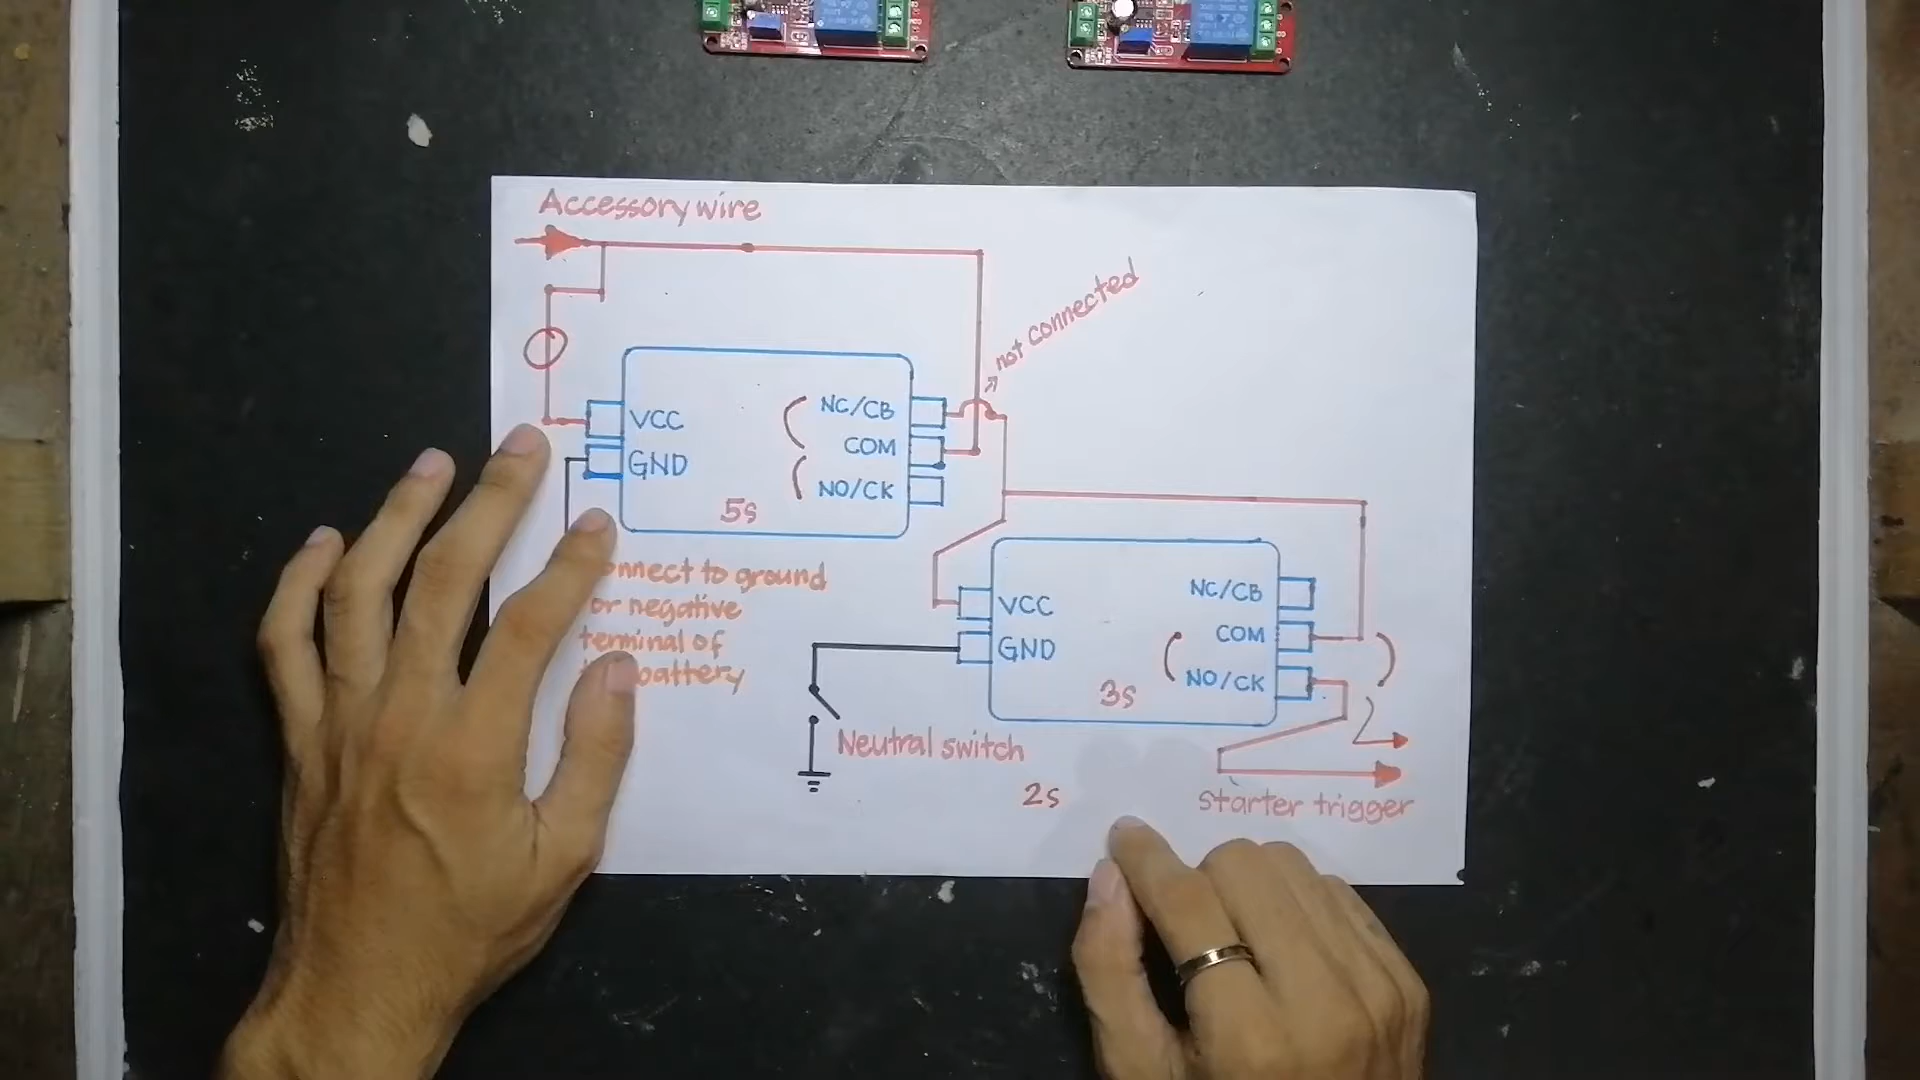 Accessory wire
not connected
VCC
GND
NC/CB
COM
NO/CK
5s
onnect to ground
or negative
terminal of
battery
VCC
GND
NC/CB
COM
NO/CK
3s
Neutral switch
2s
Starter trigger